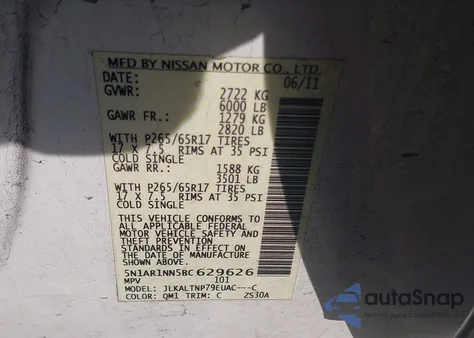 MFD BY NISSAN MOTOR CO., LTD.
DATE: 06/11
GVWR: 2722 KG
6000 LB
GAWR FR.: 1279 KG
2820 LB
WITH P265/65R17 TIRES
17 X 7.5 RIMS AT 35 PSI
COLD SINGLE
GAWR RR.: 1588 KG
3501 LB
WITH P265/65R17 TIRES
17 X 7.5 RIMS AT 35 PSI
COLD SINGLE
THIS VEHICLE CONFORMS TO
ALL APPLICABLE FEDERAL
MOTOR VEHICLE SAFETY
STANDARDS IN EFFECT ON
THE DATE OF MANUFACTURE
SHOWN ABOVE.
5N1AR1NN5BC629626
MPV 101
MODEL: JLKALTNP79EUAC---C
COLOR: QM1 TRIM: C ZS30A
autoSnap